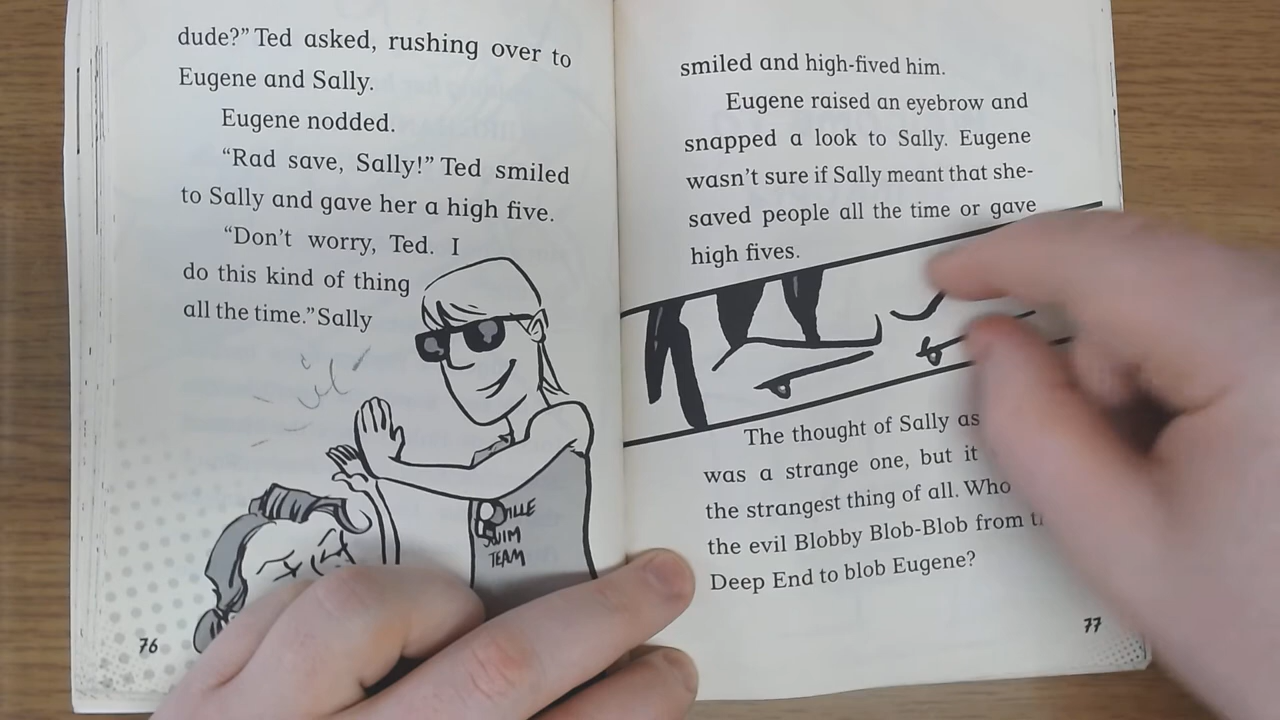 dude?" Ted asked, rushing over to
Eugene and Sally.
Eugene nodded.
"Rad save, Sally!" Ted smiled
to Sally and gave her a high five.
"Don't worry, Ted. I
do this kind of thing
all the time." Sally
VILLE
SWIM
TEAM
76
smiled and high-fived him.
Eugene raised an eyebrow and
snapped a look to Sally. Eugene
wasn't sure if Sally meant that she-
saved people all the time or gave
high fives.
The thought of Sally as
was a strange one, but it
the strangest thing of all. Who
the evil Blobby Blob-Blob from
Deep End to blob Eugene?
77